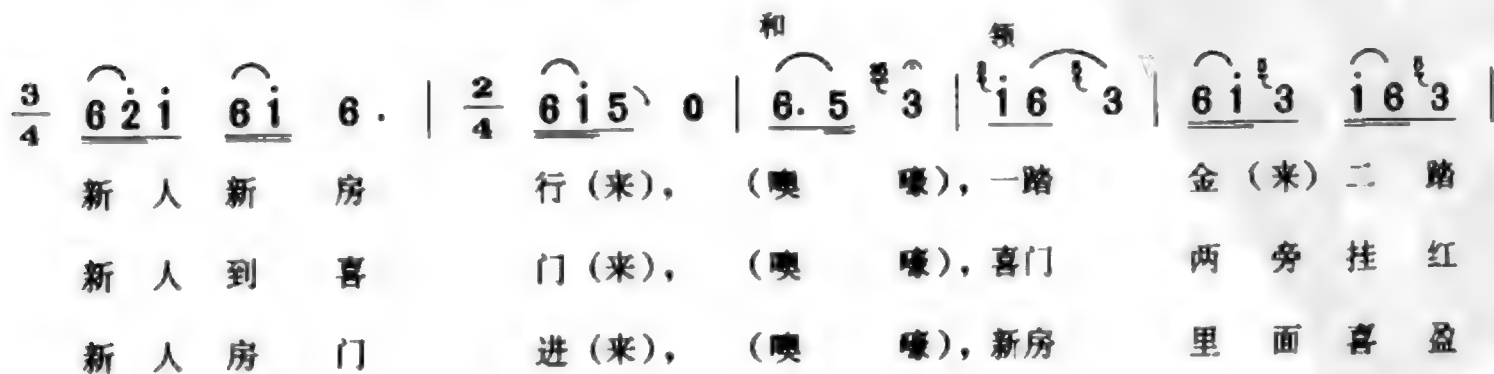 和 领
3/4 6 2̇ 1̇ 6 1̇ 6. | 2/4 6 1̇ 5 0 | 6. 5 3 | 1̇ 6 3 | 6 1̇ 3 1̇ 6 3 |
新 人 新 房 行（来）， （噢 嚎），一踏 金（来）二 踏
新 人 到 喜 门（来）， （噢 嚎），喜门 两 旁 挂 红
新 人 房 门 进（来）， （噢 嚎），新房 里 面 喜 盈